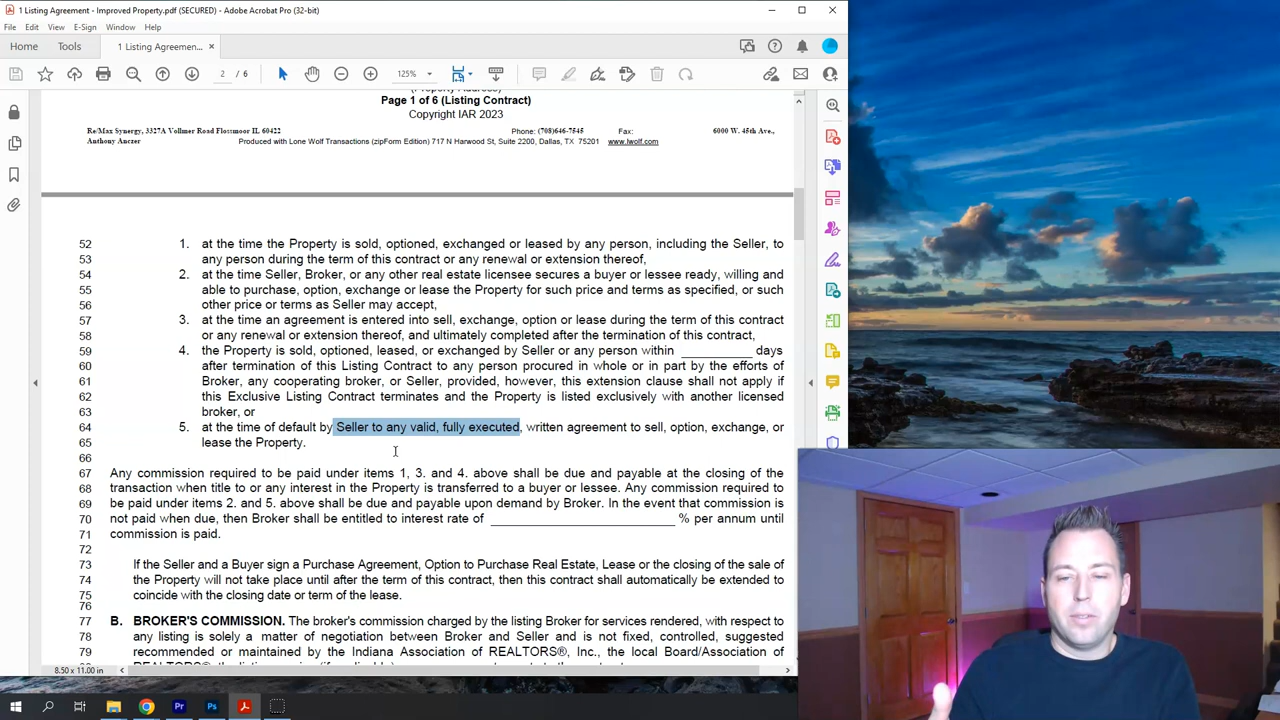 1 Listing Agreement - Improved Property.pdf (SECURED) - Adobe Acrobat Pro (32-bit)
File Edit View E-Sign Window Help
Home Tools 1 Listing Agreemen... ×
2 / 6 125%
Page 1 of 6 (Listing Contract)
Copyright IAR 2023
Re/Max Synergy, 3327A Vollmer Road Flossmoor IL 60422 Phone: (708)646-7545 Fax: 6000 W. 45th Ave.,
Anthony Anczer Produced with Lone Wolf Transactions (zipForm Edition) 717 N Harwood St, Suite 2200, Dallas, TX 75201 www.lwolf.com
52 1. at the time the Property is sold, optioned, exchanged or leased by any person, including the Seller, to
53 any person during the term of this contract or any renewal or extension thereof,
54 2. at the time Seller, Broker, or any other real estate licensee secures a buyer or lessee ready, willing and
55 able to purchase, option, exchange or lease the Property for such price and terms as specified, or such
56 other price or terms as Seller may accept,
57 3. at the time an agreement is entered into to sell, exchange, option or lease during the term of this contract
58 or any renewal or extension thereof, and ultimately completed after the termination of this contract,
59 4. the Property is sold, optioned, leased, or exchanged by Seller or any person within __________ days
60 after termination of this Listing Contract to any person procured in whole or in part by the efforts of
61 Broker, any cooperating broker, or Seller, provided, however, this extension clause shall not apply if
62 this Exclusive Listing Contract terminates and the Property is listed exclusively with another licensed
63 broker, or
64 5. at the time of default by Seller to any valid, fully executed, written agreement to sell, option, exchange, or
65 lease the Property.
66
67 Any commission required to be paid under items 1, 3. and 4. above shall be due and payable at the closing of the
68 transaction when title to or any interest in the Property is transferred to a buyer or lessee. Any commission required to
69 be paid under items 2. and 5. above shall be due and payable upon demand by Broker. In the event that commission is
70 not paid when due, then Broker shall be entitled to interest rate of __________________________ % per annum until
71 commission is paid.
72
73 If the Seller and a Buyer sign a Purchase Agreement, Option to Purchase Real Estate, Lease or the closing of the sale of
74 the Property will not take place until after the term of this contract, then this contract shall automatically be extended to
75 coincide with the closing date or term of the lease.
76
77 B. BROKER'S COMMISSION. The broker's commission charged by the listing Broker for services rendered, with respect to
78 any listing is solely a matter of negotiation between Broker and Seller and is not fixed, controlled, suggested
79 recommended or maintained by the Indiana Association of REALTORS®, Inc., the local Board/Association of
8.50 x 11.00 in